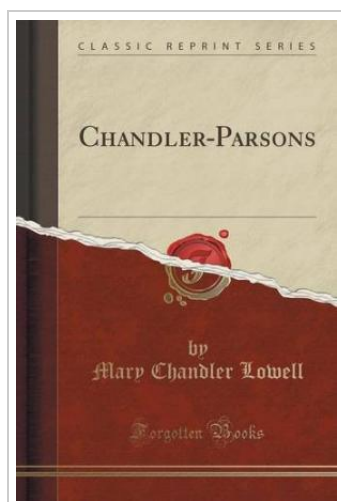 CLASSIC REPRINT SERIES
CHANDLER-PARSONS
by
Mary Chandler Lowell
Forgotten Books